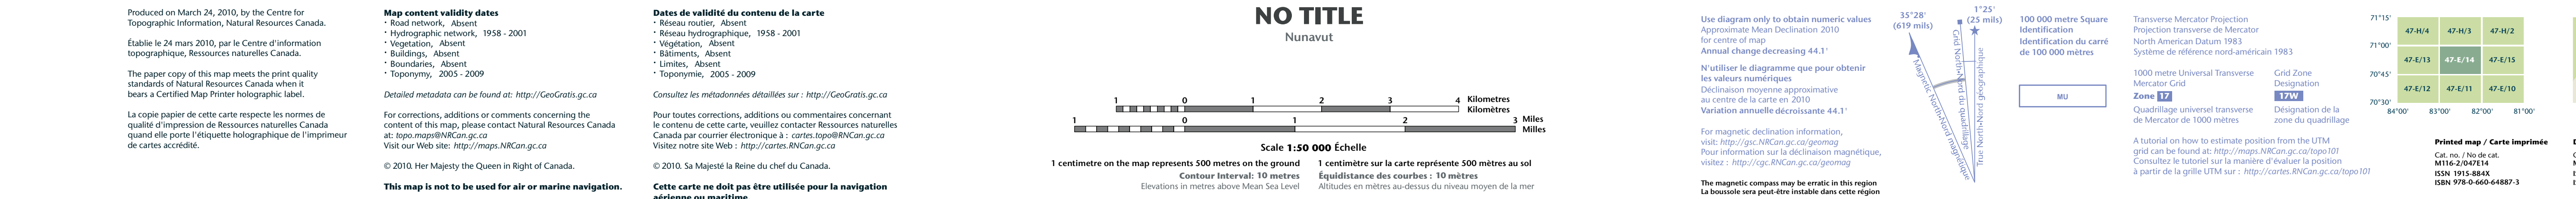 Produced on March 24, 2010, by the Centre for
Topographic Information, Natural Resources Canada.
Établie le 24 mars 2010, par le Centre d'information
topographique, Ressources naturelles Canada.
The paper copy of this map meets the print quality
standards of Natural Resources Canada when it
bears a Certified Map Printer holographic label.
La copie papier de cette carte respecte les normes de
qualité d'impression de Ressources naturelles Canada
quand elle porte l'étiquette holographique de l'imprimeur
de cartes accrédité.
Map content validity dates
· Road network, Absent
· Hydrographic network, 1958 - 2001
· Vegetation, Absent
· Buildings, Absent
· Boundaries, Absent
· Toponymy, 2005 - 2009
Detailed metadata can be found at: http://GeoGratis.gc.ca
For corrections, additions or comments concerning the
content of this map, please contact Natural Resources Canada
at: topo.maps@NRCan.gc.ca
Visit our Web site: http://maps.NRCan.gc.ca
© 2010. Her Majesty the Queen in Right of Canada.
This map is not to be used for air or marine navigation.
Dates de validité du contenu de la carte
· Réseau routier, Absent
· Réseau hydrographique, 1958 - 2001
· Végétation, Absent
· Bâtiments, Absent
· Limites, Absent
· Toponymie, 2005 - 2009
Consultez les métadonnées détaillées sur : http://GeoGratis.gc.ca
Pour toutes corrections, additions ou commentaires concernant
le contenu de cette carte, veuillez contacter Ressources naturelles
Canada par courrier électronique à : cartes.topo@RNCan.gc.ca
Visitez notre site Web : http://cartes.RNCan.gc.ca
© 2010. Sa Majesté la Reine du chef du Canada.
Cette carte ne doit pas être utilisée pour la navigation
aérienne ou maritime.
NO TITLE
Nunavut
1 0 1 2 3 4 Kilometres
Kilomètres
1 0 1 2 3 Miles
Milles
Scale 1:50 000 Échelle
1 centimetre on the map represents 500 metres on the ground
Contour Interval: 10 metres
Elevations in metres above Mean Sea Level
1 centimètre sur la carte représente 500 mètres au sol
Équidistance des courbes : 10 mètres
Altitudes en mètres au-dessus du niveau moyen de la mer
Use diagram only to obtain numeric values
Approximate Mean Declination 2010
for centre of map
Annual change decreasing 44.1'
N'utiliser le diagramme que pour obtenir
les valeurs numériques
Déclinaison moyenne approximative
au centre de la carte en 2010
Variation annuelle décroissante 44.1'
For magnetic declination information,
visit: http://gsc.NRCan.gc.ca/geomag
Pour information sur la déclinaison magnétique,
visitez : http://cgc.RNCan.gc.ca/geomag
The magnetic compass may be erratic in this region
La boussole sera peut-être instable dans cette région
35°28'
(619 mils)
1°25'
(25 mils)
Magnetic North•Nord magnétique
Grid North•Nord du quadrillage
True North•Nord géographique
100 000 metre Square
Identification
Identification du carré
de 100 000 mètres
MU
Transverse Mercator Projection
Projection transverse de Mercator
North American Datum 1983
Système de référence nord-américain 1983
1000 metre Universal Transverse
Mercator Grid
Zone 17
Quadrillage universel transverse
de Mercator de 1000 mètres
Grid Zone
Designation
17W
Désignation de la
zone du quadrillage
A tutorial on how to estimate position from the UTM
grid can be found at: http://maps.NRCan.gc.ca/topo101
Consultez le tutoriel sur la manière d'évaluer la position
à partir de la grille UTM sur : http://cartes.RNCan.gc.ca/topo101
71°15'
47-H/4 47-H/3 47-H/2
71°00'
47-E/13 47-E/14 47-E/15
70°45'
47-E/12 47-E/11 47-E/10
70°30'
84°00' 83°00' 82°00' 81°00'
Printed map / Carte imprimée
Cat. no. / No de cat.
M116-2/047E14
ISSN 1915-884X
ISBN 978-0-660-64887-3